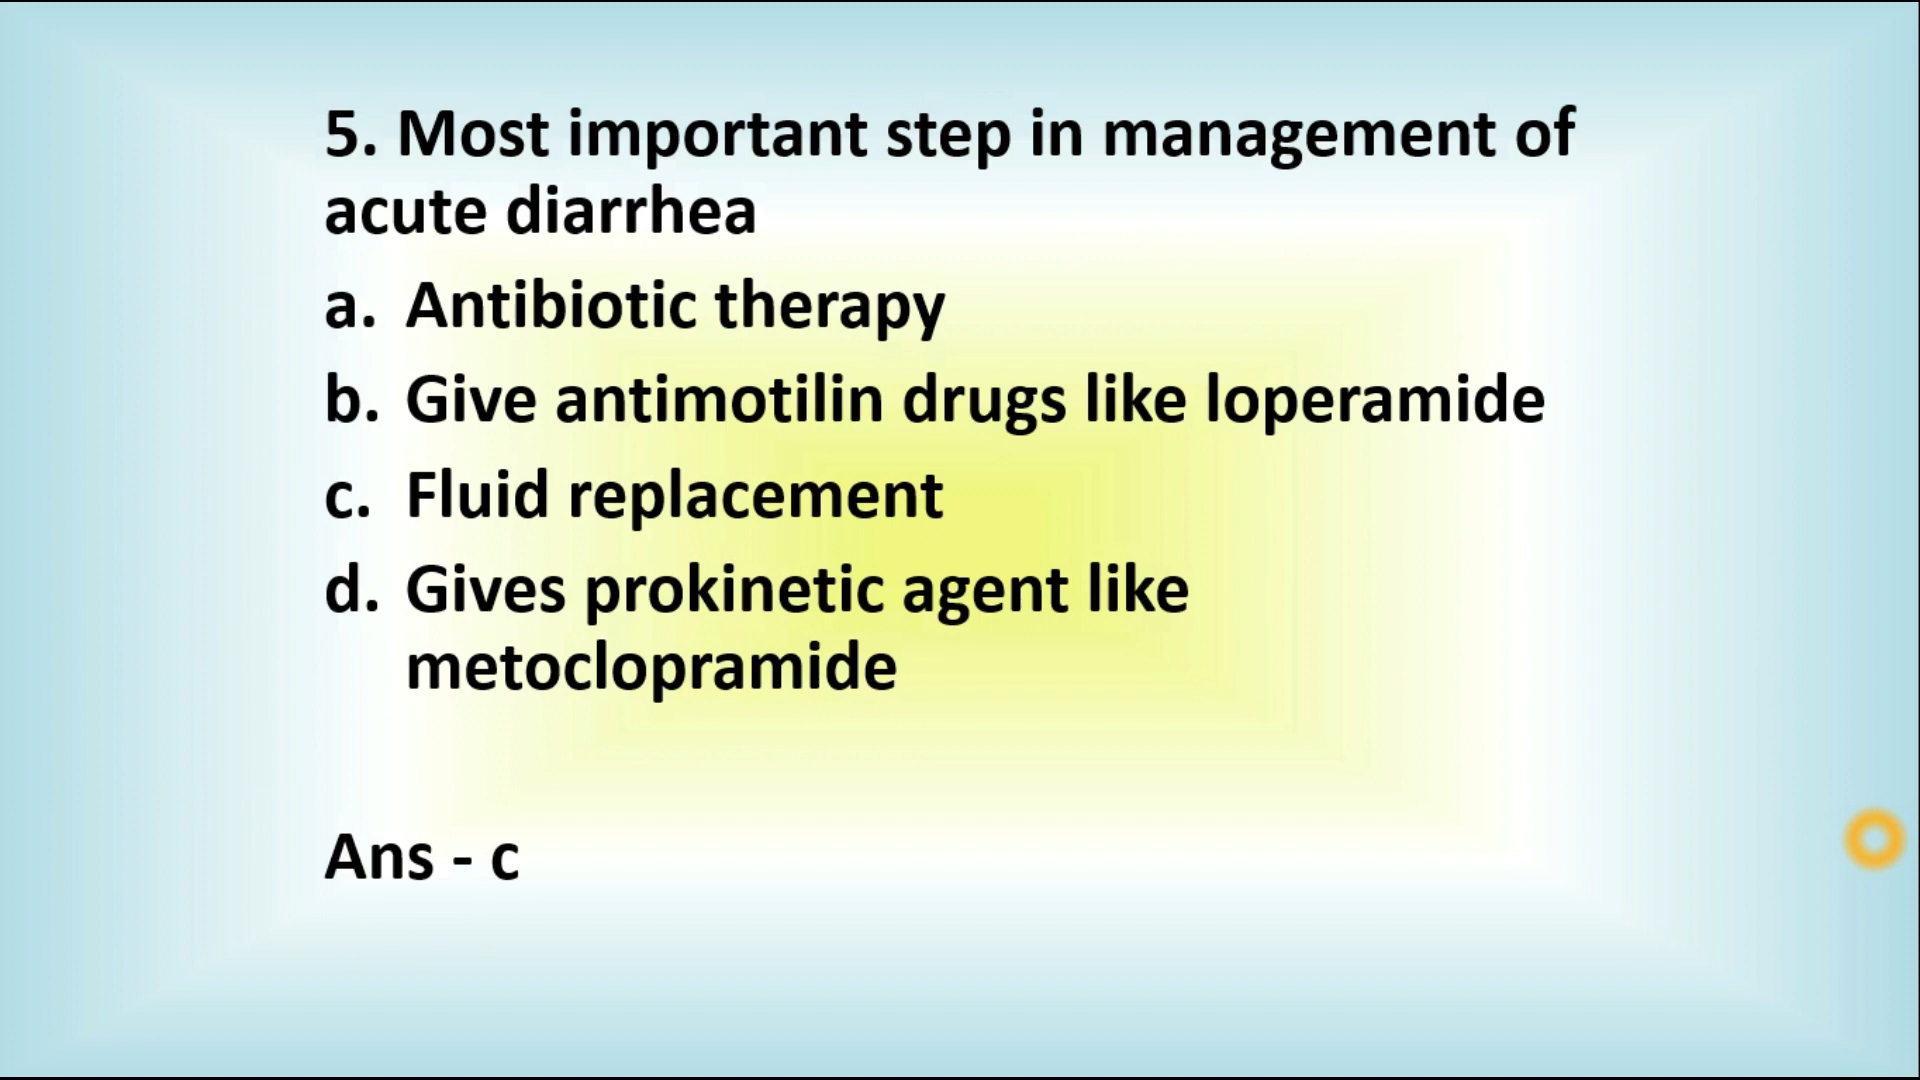 5. Most important step in management of
acute diarrhea
a. Antibiotic therapy
b. Give antimotilin drugs like loperamide
c. Fluid replacement
d. Gives prokinetic agent like
metoclopramide
Ans - c